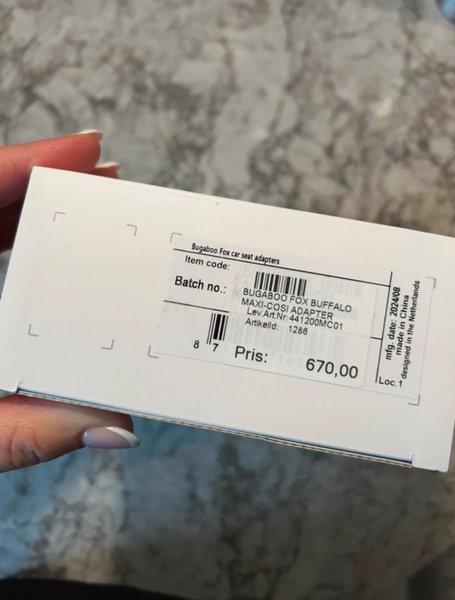 Bugaboo Fox car seat adapters
Item code:
Batch no.:
BUGABOO FOX BUFFALO
MAXI-COSI ADAPTER
Lev.Art.Nr: 441200MC01
Artikelid: 1286
8 7
Pris: 670,00
mfg. date: 2024/08
made in China
designed in the Netherlands
Loc.1